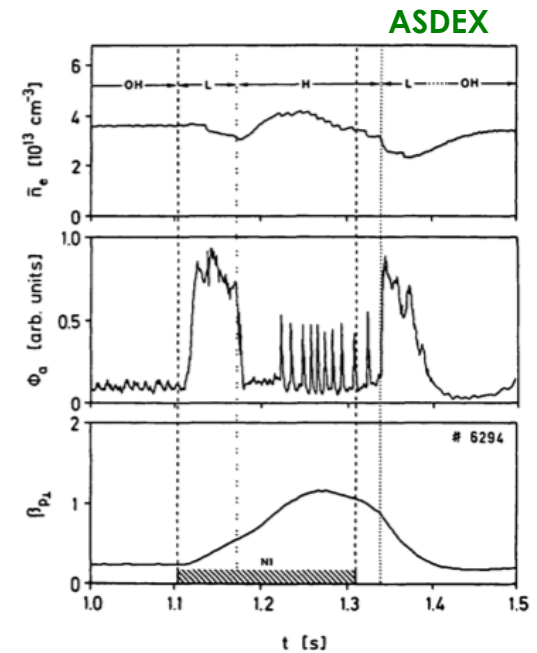 ASDEX
OH L H L OH
n̄e [10¹³ cm⁻³]
6
4
2
0
Φa [arb. units]
1.0
0.5
0
βp⊥
# 6294
2
1
0
NI
1.0 1.1 1.2 1.3 1.4 1.5
t [s]